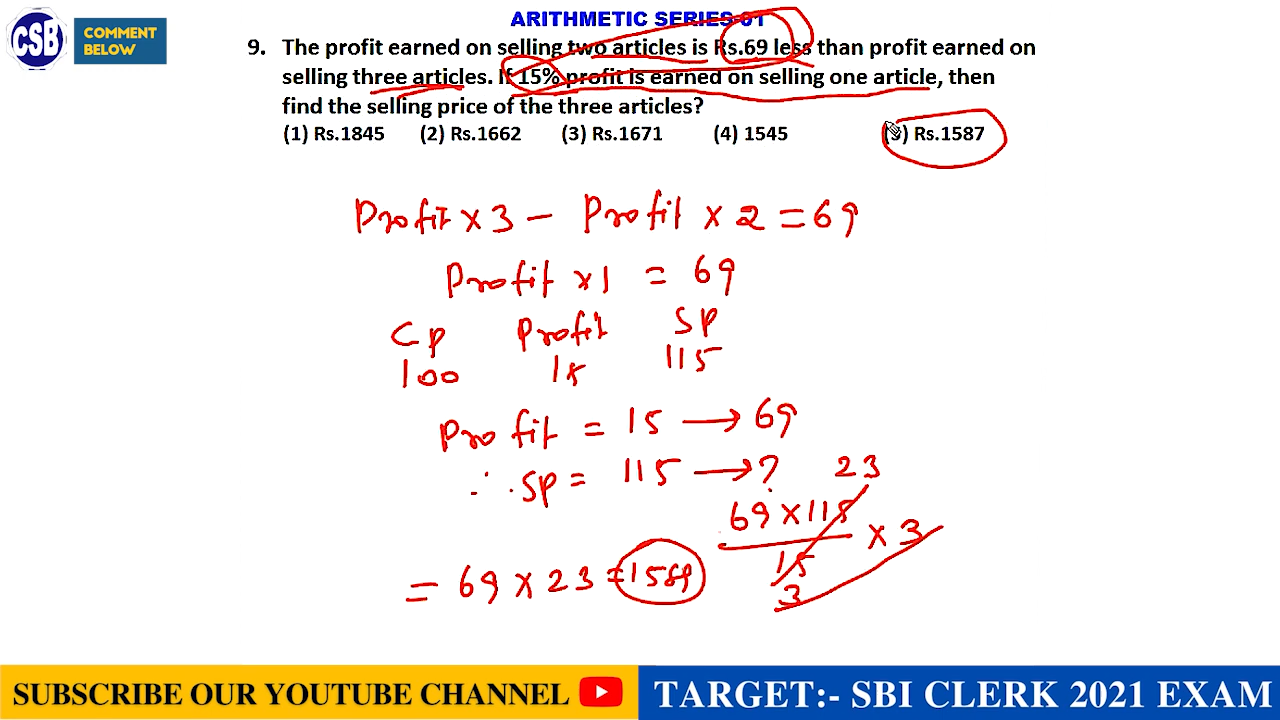 ARITHMETIC SERIES-01
CSB COMMENT BELOW
9. The profit earned on selling two articles is Rs.69 less than profit earned on
selling three articles. If 15% profit is earned on selling one article, then
find the selling price of the three articles?
(1) Rs.1845 (2) Rs.1662 (3) Rs.1671 (4) 1545 (5) Rs.1587
Profit × 3 - Profit × 2 = 69
Profit × 1 = 69
CP Profit SP
100 15 115
Profit = 15 → 69
∴ SP = 115 → ? 23
69 × 115 × 3
15
3
= 69 × 23 = 1587
SUBSCRIBE OUR YOUTUBE CHANNEL TARGET:- SBI CLERK 2021 EXAM